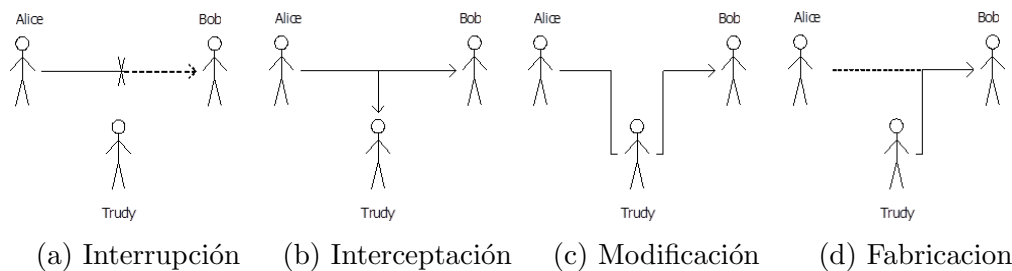 Alice Bob Alice Bob Alice Bob Alice Bob
Trudy Trudy Trudy Trudy
(a) Interrupción (b) Interceptación (c) Modificación (d) Fabricacion